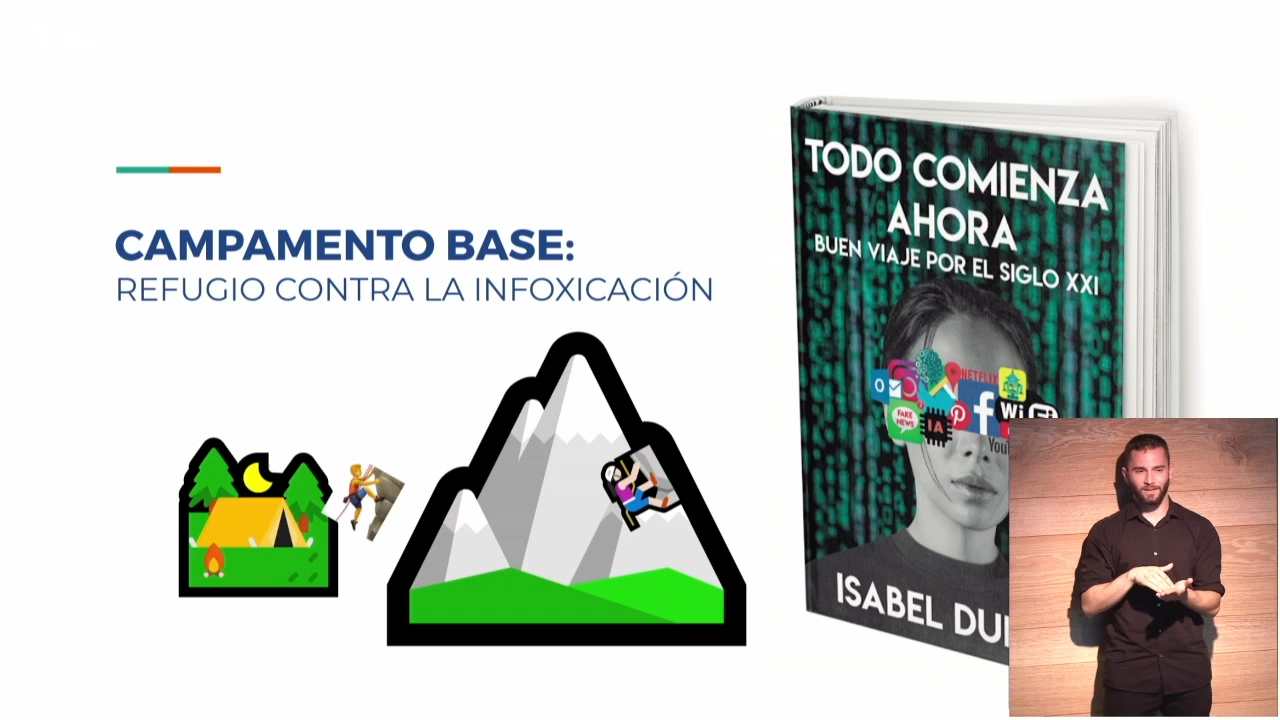 CAMPAMENTO BASE:
REFUGIO CONTRA LA INFOXICACIÓN
TODO COMIENZA
AHORA
BUEN VIAJE POR EL SIGLO XXI
NETFLIX
FAKE
NEWS
IA
Wi
ISABEL